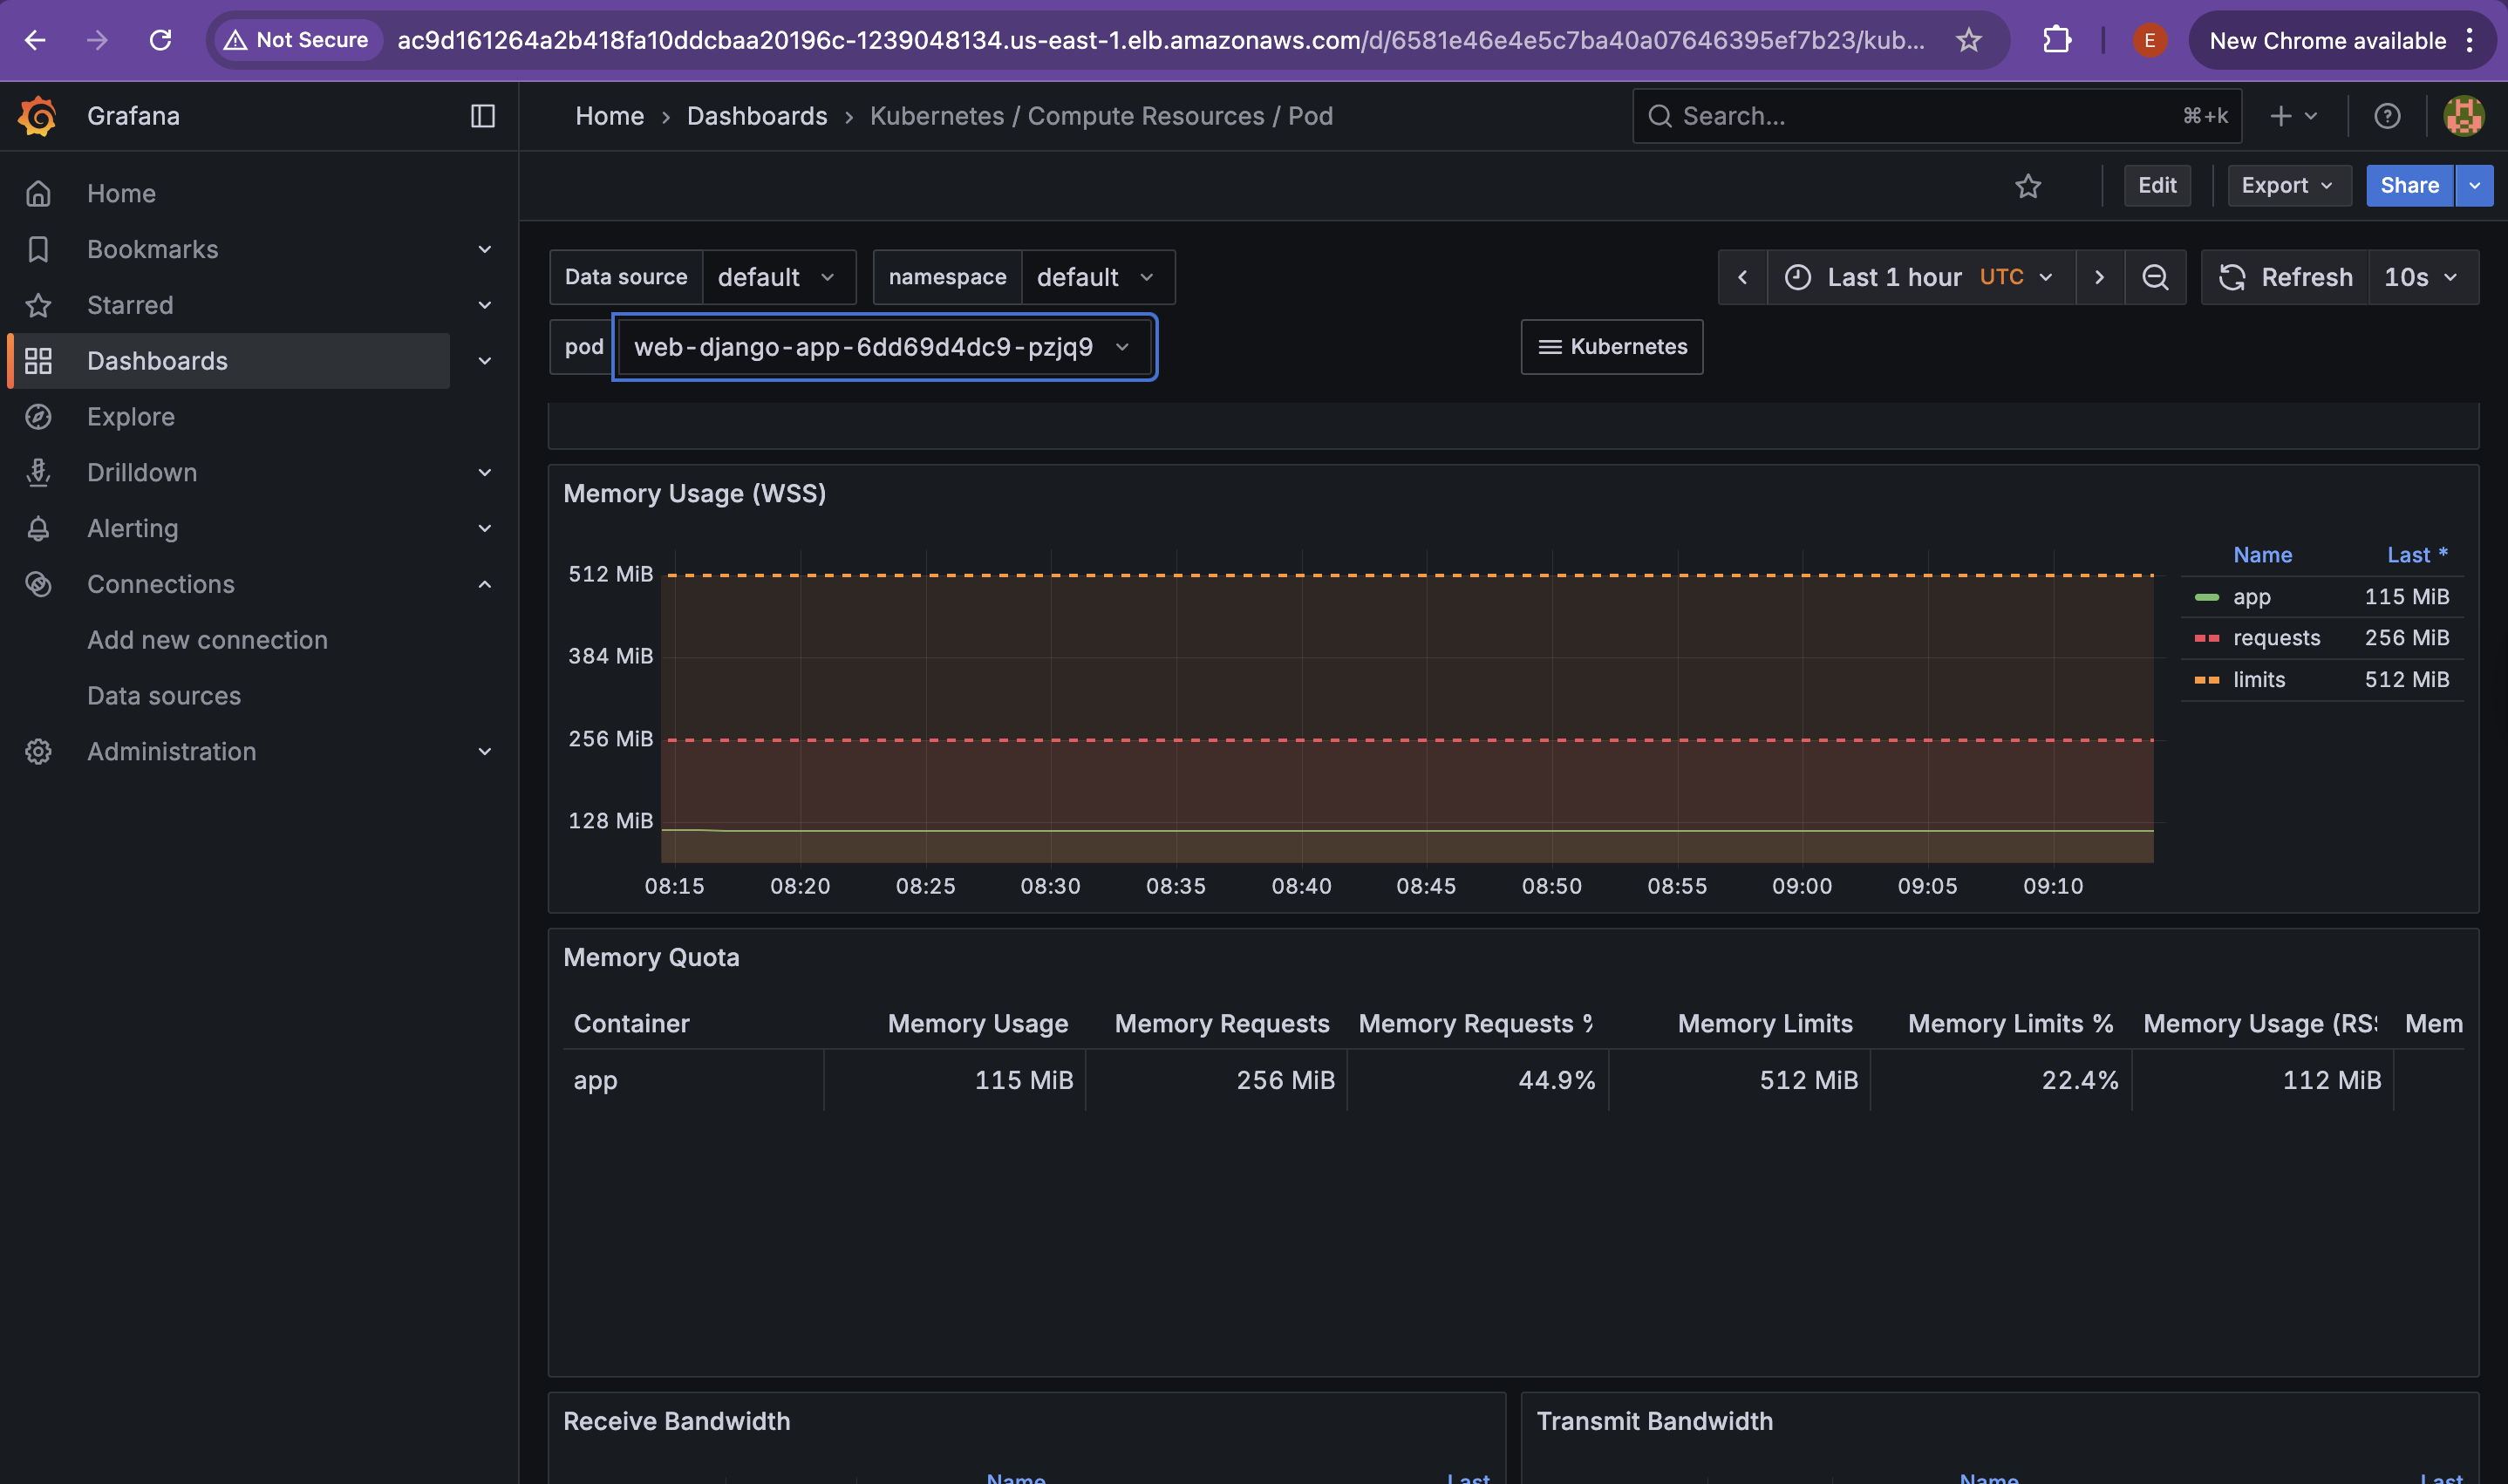 Not Secure ac9d161264a2b418fa10ddcbaa20196c-1239048134.us-east-1.elb.amazonaws.com/d/6581e46e4e5c7ba40a07646395ef7b23/kub... E New Chrome available
Grafana
Home › Dashboards › Kubernetes / Compute Resources / Pod
Search... ⌘+k
Edit Export Share
Home
Bookmarks
Starred
Dashboards
Explore
Drilldown
Alerting
Connections
Add new connection
Data sources
Administration
Data source default namespace default
Last 1 hour UTC Refresh 10s
pod web-django-app-6dd69d4dc9-pzjq9
Kubernetes
Memory Usage (WSS)
512 MiB
384 MiB
256 MiB
128 MiB
08:15 08:20 08:25 08:30 08:35 08:40 08:45 08:50 08:55 09:00 09:05 09:10
Name Last *
app 115 MiB
requests 256 MiB
limits 512 MiB
Memory Quota
Container Memory Usage Memory Requests Memory Requests % Memory Limits Memory Limits % Memory Usage (RSS Mem
app 115 MiB 256 MiB 44.9% 512 MiB 22.4% 112 MiB
Receive Bandwidth
Name Last
Transmit Bandwidth
Name Last